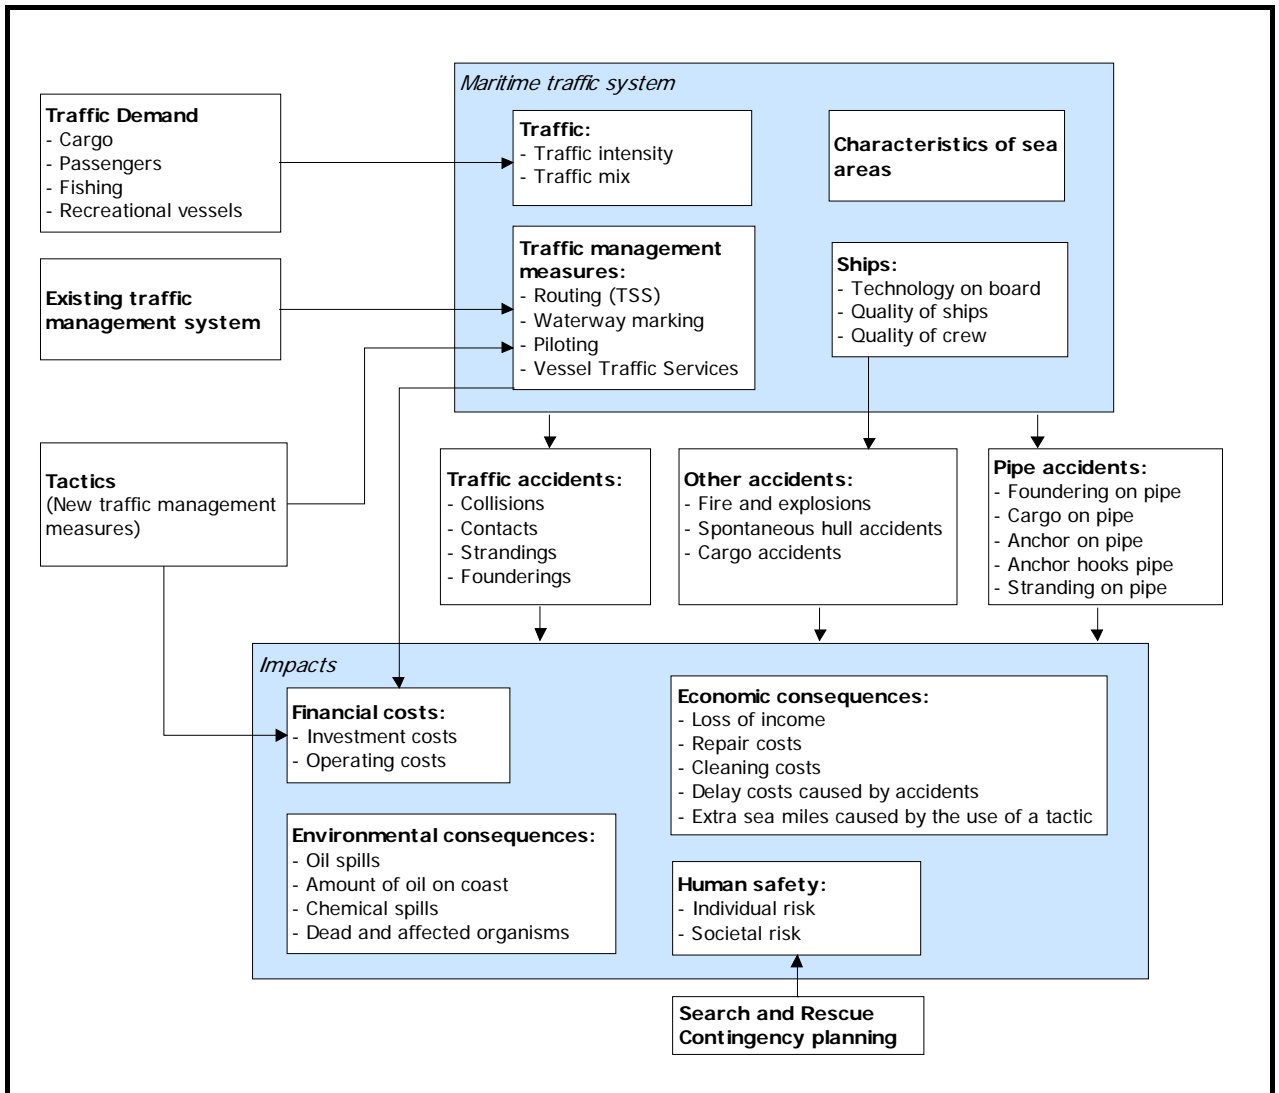 Maritime traffic system
Traffic Demand
- Cargo
- Passengers
- Fishing
- Recreational vessels
Traffic:
- Traffic intensity
- Traffic mix
Characteristics of sea
areas
Existing traffic
management system
Traffic management
measures:
- Routing (TSS)
- Waterway marking
- Piloting
- Vessel Traffic Services
Ships:
- Technology on board
- Quality of ships
- Quality of crew
Tactics
(New traffic management
measures)
Traffic accidents:
- Collisions
- Contacts
- Strandings
- Founderings
Other accidents:
- Fire and explosions
- Spontaneous hull accidents
- Cargo accidents
Pipe accidents:
- Foundering on pipe
- Cargo on pipe
- Anchor on pipe
- Anchor hooks pipe
- Stranding on pipe
Impacts
Financial costs:
- Investment costs
- Operating costs
Economic consequences:
- Loss of income
- Repair costs
- Cleaning costs
- Delay costs caused by accidents
- Extra sea miles caused by the use of a tactic
Environmental consequences:
- Oil spills
- Amount of oil on coast
- Chemical spills
- Dead and affected organisms
Human safety:
- Individual risk
- Societal risk
Search and Rescue
Contingency planning